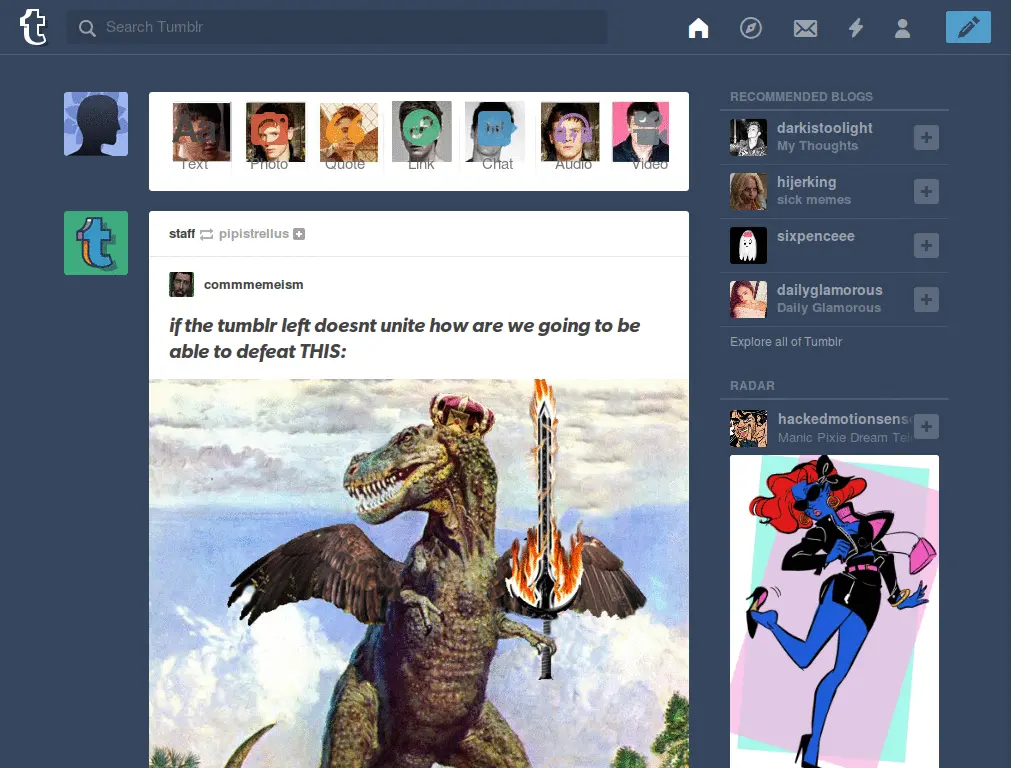 Search Tumblr
Aa
Text
Photo
Quote
Link
Chat
Audio
Video
staff pipistrellus
commmemeism
if the tumblr left doesnt unite how are we going to be
able to defeat THIS:
RECOMMENDED BLOGS
darkistoolight
My Thoughts
hijerking
sick memes
sixpenceee
dailyglamorous
Daily Glamorous
Explore all of Tumblr
RADAR
hackedmotionsens
Manic Pixie Dream Tel